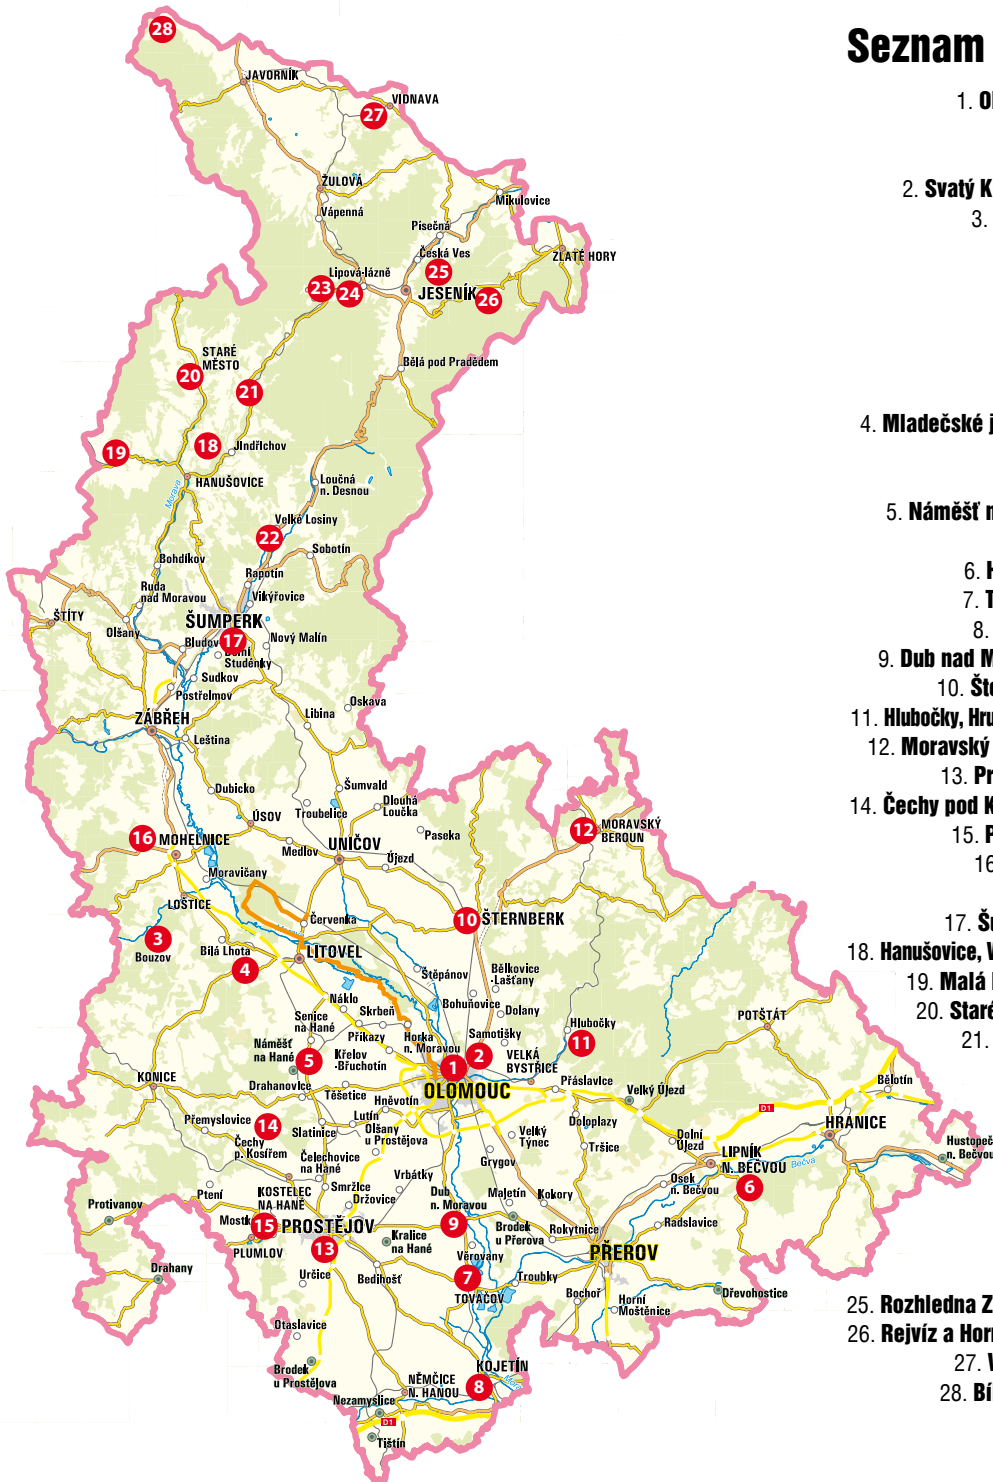 Seznam
1. Ol
2. Svatý K
3.
4. Mladečské j
5. Náměšť n
6. H
7. T
8.
9. Dub nad M
10. Šte
11. Hlubočky, Hru
12. Moravský
13. Pr
14. Čechy pod K
15. P
16
17. Šu
18. Hanušovice, V
19. Malá
20. Staré
21.
25. Rozhledna Z
26. Rejvíz a Horn
27. V
28. Bí
28
JAVORNÍK
VIDNAVA
27
ŽULOVÁ
Vápenná
Mikulovice
Písečná
ZLATÉ HORY
Česká Ves
25
Lipová-lázně
23
24
JESENÍK
26
STARÉ
MĚSTO
Bělá pod Pradědem
20
21
18
Jindřichov
19
HANUŠOVICE
Morava
Loučná
n. Desnou
Velké Losiny
22
Sobotín
Bohdíkov
Rapotín
Ruda
nad Moravou
Vikýřovice
ŠTÍTY
ŠUMPERK
Olšany
17
Nový Malín
Bludov
Dolní
Studénky
Sudkov
Postřelmov
Oskava
ZÁBŘEH
Libina
Leština
Dubicko
Šumvald
Troubelice
Dlouhá
Loučka
ÚSOV
16
MOHELNICE
Medlov
UNIČOV
Paseka
12
MORAVSKÝ
BEROUN
Újezd
Moravičany
LOŠTICE
Červenka
10
ŠTERNBERK
3
Bouzov
Bílá Lhota
4
LITOVEL
Štěpánov
Bělkovice
-Lašťany
Náklo
Bohuňovice
Senice
na Hané
Skrbeň
Dolany
POTŠTÁT
Příkazy
Horka
n. Moravou
Samotišky
Hlubočky
Náměšť
na Hané
5
Křelov
-Břuchotín
1
2
VELKÁ
BYSTŘICE
11
KONICE
Drahanovice
Těšetice
OLOMOUC
Přáslavice
Velký Újezd
Bělotín
Hněvotín
D1
Přemyslovice
14
Lutín
Slatinice
Olšany
u Prostějova
Velký
Týnec
Doloplazy
HRANICE
Čechy
p. Kosířem
Tršice
Dolní
Újezd
Hustopeče
n. Bečvou
Čelechovice
na Hané
Grygov
LIPNÍK
N. BEČVOU
Bečva
Vrbátky
6
Ptení
KOSTELEC
NA HANÉ
Smržice
Dub
n. Moravou
Majetín
Kokory
Osek
n. Bečvou
Držovice
Protivanov
Mostk
15
PROSTĚJOV
9
Brodek
u Přerova
Rokytnice
Radslavice
PLUMLOV
13
Kralice
na Hané
Věrovany
PŘEROV
Drahany
Určice
Bedihošť
7
TOVAČOV
Troubky
Bochoř
Horní
Moštěnice
Dřevohostice
Otaslavice
Brodek
u Prostějova
NĚMČICE
N. HANOU
KOJETÍN
8
Nezamyslice
D1
Tištín